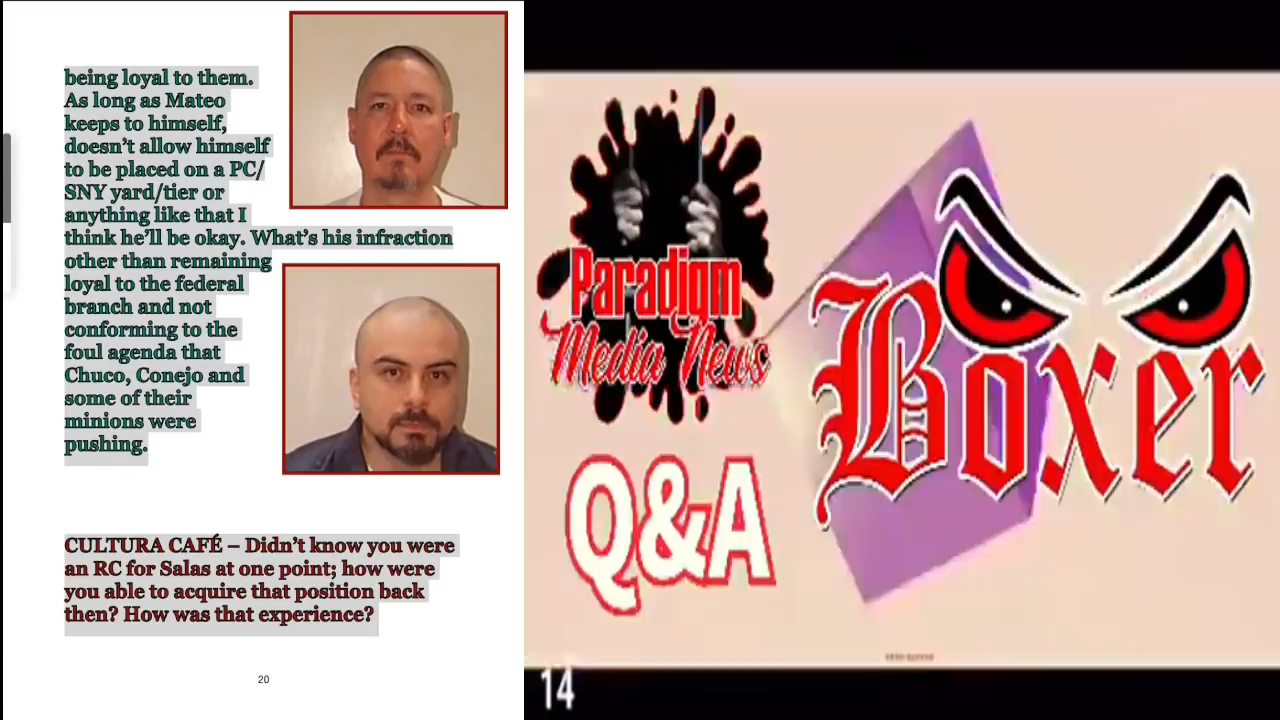 being loyal to them.
As long as Mateo
keeps to himself,
doesn't allow himself
to be placed on a PC/
SNY yard/tier or
anything like that I
think he'll be okay. What's his infraction
other than remaining
loyal to the federal
branch and not
conforming to the
foul agenda that
Chuco, Conejo and
some of their
minions were
pushing.
CULTURA CAFÉ – Didn't know you were
an RC for Salas at one point; how were
you able to acquire that position back
then? How was that experience?
20
Paradigm
Media News
Q&A
Boxer
14